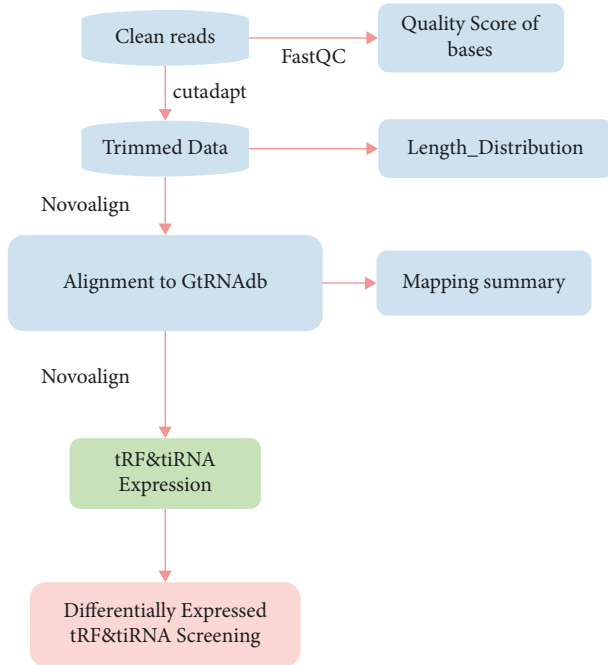 Clean reads
FastQC
Quality Score of
bases
cutadapt
Trimmed Data
Length_Distribution
Novoalign
Alignment to GtRNAdb
Mapping summary
Novoalign
tRF&tiRNA
Expression
Differentially Expressed
tRF&tiRNA Screening